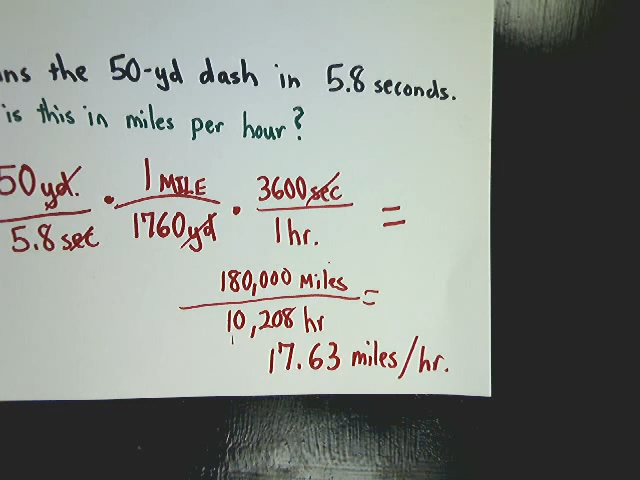 the 50-yd dash in 5.8 seconds.
is this in miles per hour?
50 yd. · 1 MILE · 3600 sec
5.8 sec 1760 yd 1 hr. =
180,000 Miles
10,208 hr =
17.63 miles/hr.